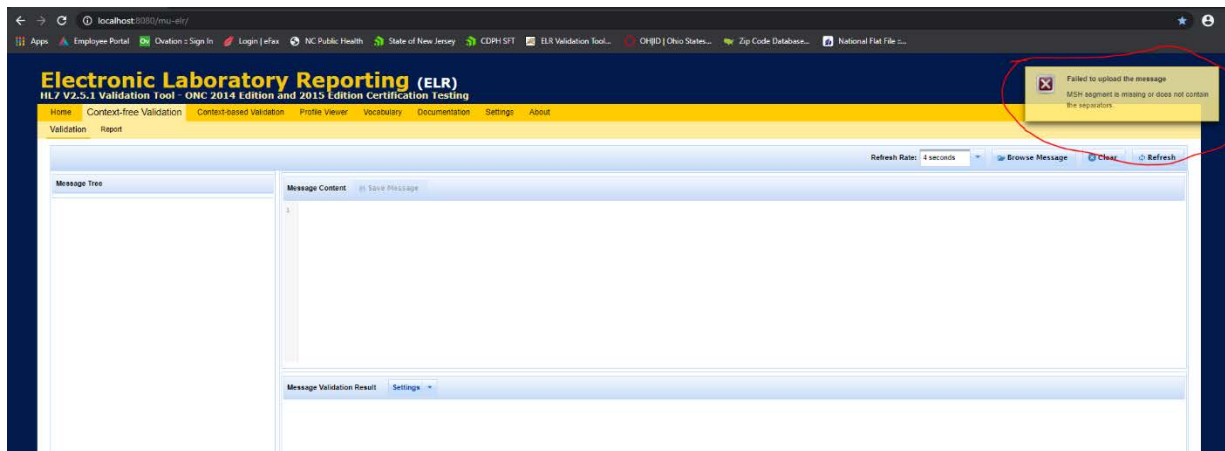 localhost:8080/mu-elr/
Apps Employee Portal Ovation :: Sign In Login | eFax NC Public Health State of New Jersey CDPH SFT ELR Validation Tool... OH|ID | Ohio States... Zip Code Database... National Flat File ::...
Electronic Laboratory Reporting (ELR)
HL7 V2.5.1 Validation Tool - ONC 2014 Edition and 2015 Edition Certification Testing
Failed to upload the message
MSH segment is missing or does not contain
the separators.
Home Context-free Validation Context-based Validation Profile Viewer Vocabulary Documentation Settings About
Validation Report
Refresh Rate: 4 seconds Browse Message Clear Refresh
Message Tree
Message Content Save Message
1
Message Validation Result Settings